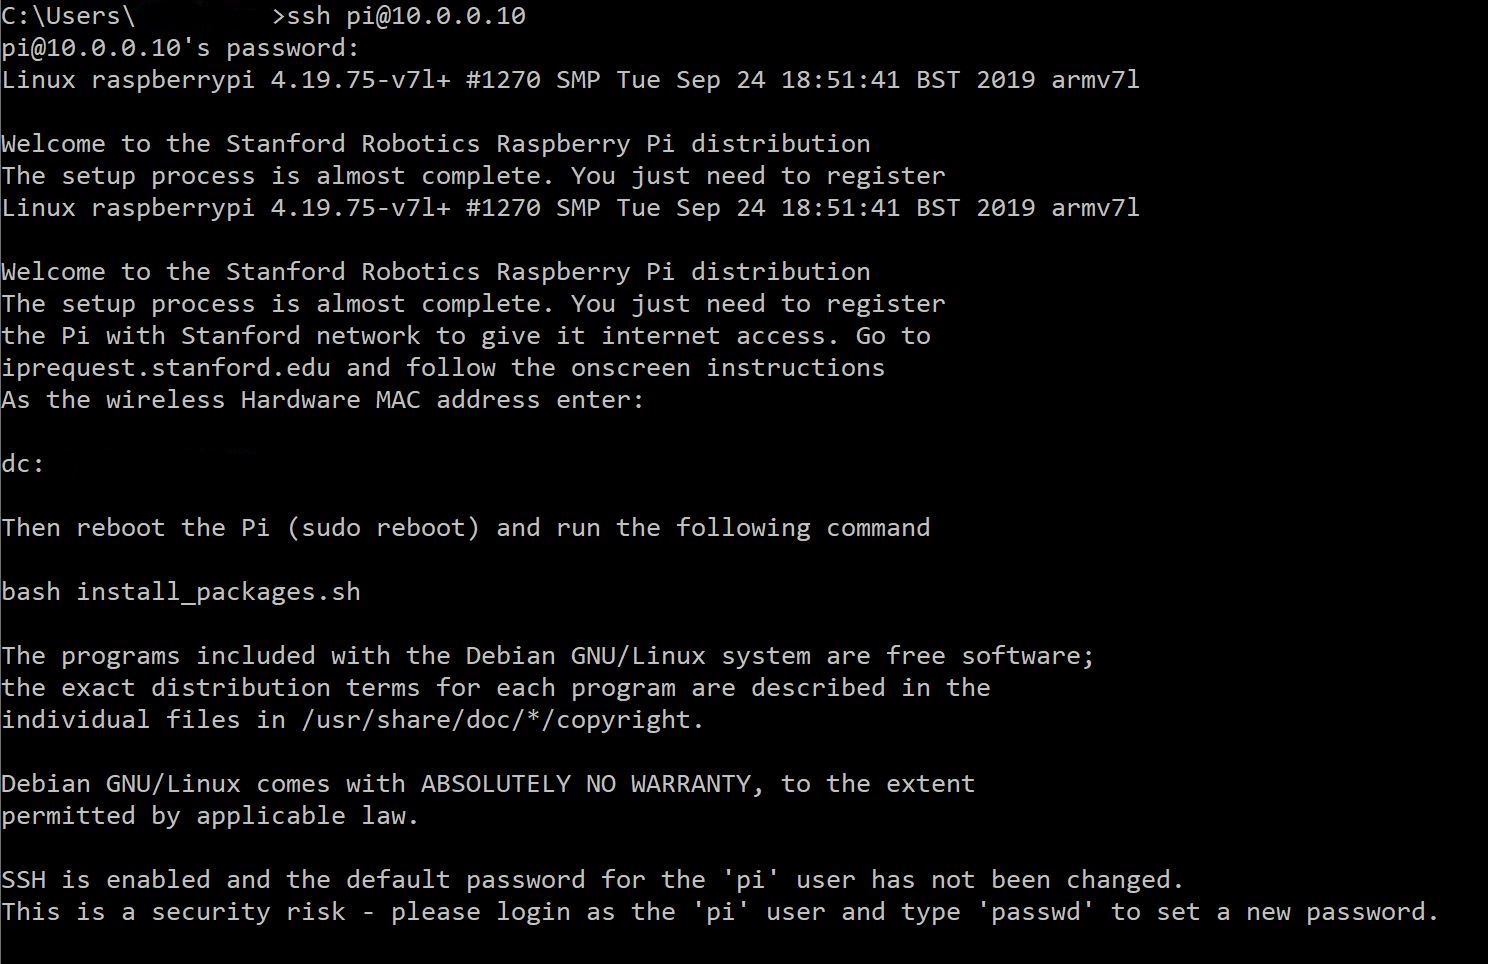 C:\Users\ >ssh pi@10.0.0.10
pi@10.0.0.10's password:
Linux raspberrypi 4.19.75-v7l+ #1270 SMP Tue Sep 24 18:51:41 BST 2019 armv7l
Welcome to the Stanford Robotics Raspberry Pi distribution
The setup process is almost complete. You just need to register
Linux raspberrypi 4.19.75-v7l+ #1270 SMP Tue Sep 24 18:51:41 BST 2019 armv7l
Welcome to the Stanford Robotics Raspberry Pi distribution
The setup process is almost complete. You just need to register
the Pi with Stanford network to give it internet access. Go to
iprequest.stanford.edu and follow the onscreen instructions
As the wireless Hardware MAC address enter:
dc:
Then reboot the Pi (sudo reboot) and run the following command
bash install_packages.sh
The programs included with the Debian GNU/Linux system are free software;
the exact distribution terms for each program are described in the
individual files in /usr/share/doc/*/copyright.
Debian GNU/Linux comes with ABSOLUTELY NO WARRANTY, to the extent
permitted by applicable law.
SSH is enabled and the default password for the 'pi' user has not been changed.
This is a security risk - please login as the 'pi' user and type 'passwd' to set a new password.